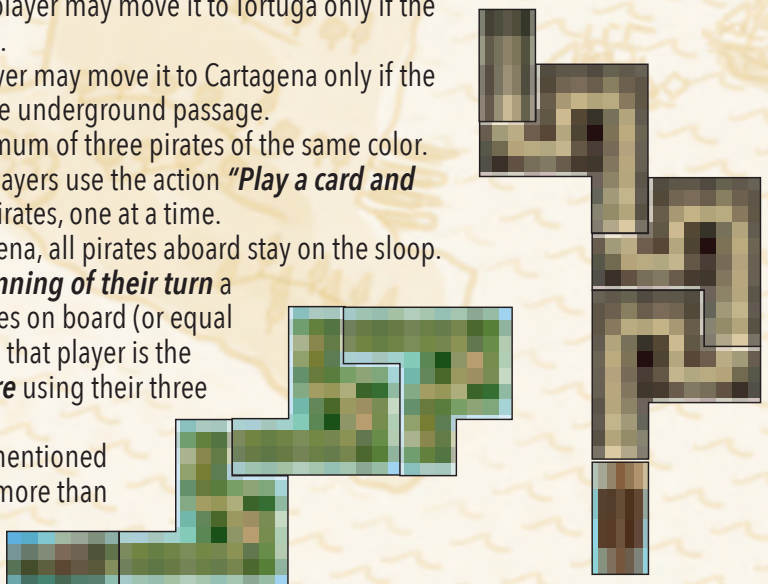 player may move it to Tortuga only if the
.
yer may move it to Cartagena only if the
e underground passage.
mum of three pirates of the same color.
ayers use the action “Play a card and
irates, one at a time.
ena, all pirates aboard stay on the sloop.
nning of their turn a
es on board (or equal
that player is the
re using their three
mentioned
more than